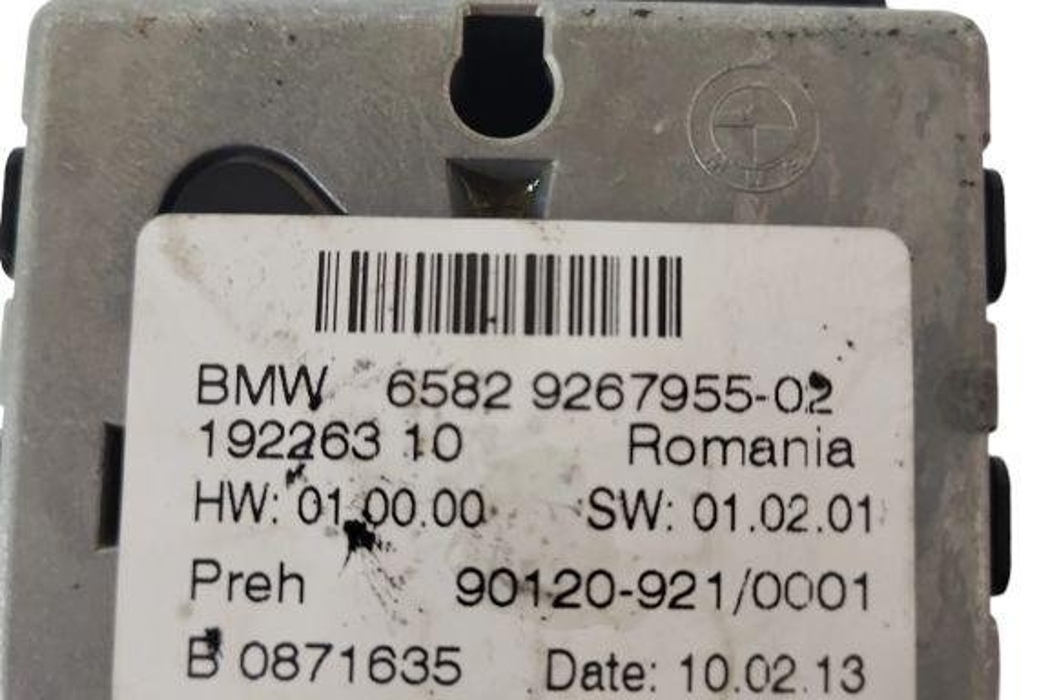 BMW 6582 9267955-02
192263 10 Romania
HW: 01.00.00 SW: 01.02.01
Preh 90120-921/0001
B 0871635 Date: 10.02.13